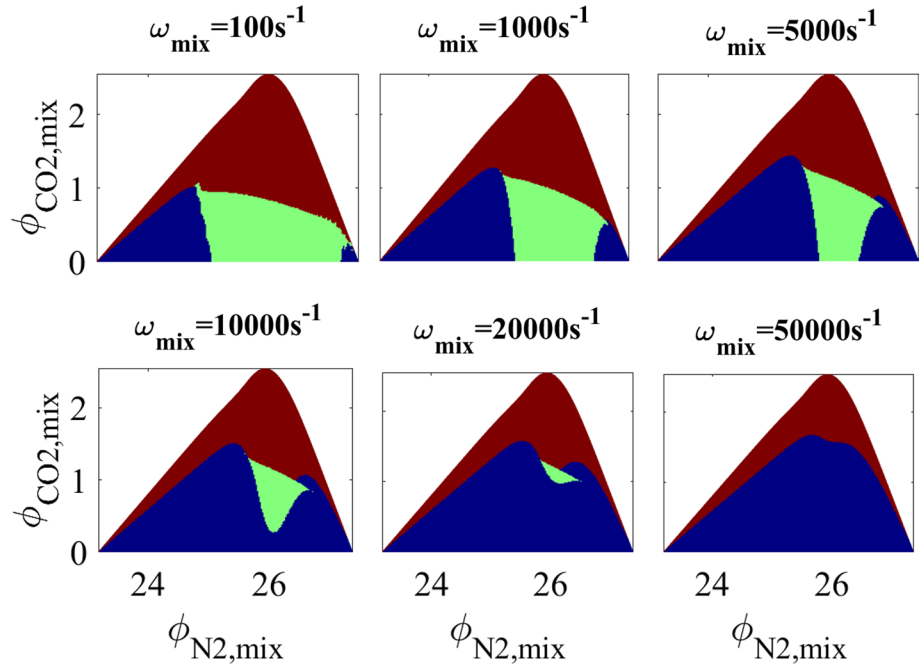 ω_mix=100s⁻¹ ω_mix=1000s⁻¹ ω_mix=5000s⁻¹
2
1
0
ϕ_CO2,mix
24 26
ω_mix=10000s⁻¹ ω_mix=20000s⁻¹ ω_mix=50000s⁻¹
2
1
0
ϕ_CO2,mix
24 26 24 26 24 26
ϕ_N2,mix ϕ_N2,mix ϕ_N2,mix